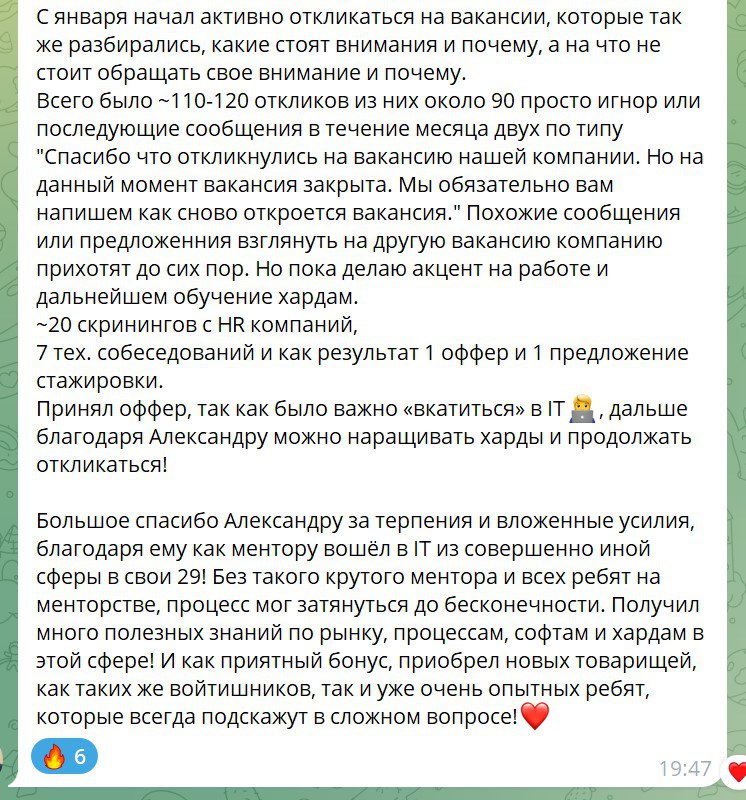 С января начал активно откликаться на вакансии, которые так
же разбирались, какие стоят внимания и почему, а на что не
стоит обращать свое внимание и почему.
Всего было ~110-120 откликов из них около 90 просто игнор или
последующие сообщения в течение месяца двух по типу
"Спасибо что откликнулись на вакансию нашей компании. Но на
данный момент вакансия закрыта. Мы обязательно вам
напишем как сново откроется вакансия." Похожие сообщения
или предложенния взглянуть на другую вакансию компанию
прихотят до сих пор. Но пока делаю акцент на работе и
дальнейшем обучение хардам.
~20 скринингов с HR компаний,
7 тех. собеседований и как результат 1 оффер и 1 предложение
стажировки.
Принял оффер, так как было важно «вкатиться» в IT👨‍💻, дальше
благодаря Александру можно наращивать харды и продолжать
откликаться!
Большое спасибо Александру за терпения и вложенные усилия,
благодаря ему как ментору вошёл в IT из совершенно иной
сферы в свои 29! Без такого крутого ментора и всех ребят на
менторстве, процесс мог затянуться до бесконечности. Получил
много полезных знаний по рынку, процессам, софтам и хардам в
этой сфере! И как приятный бонус, приобрел новых товарищей,
как таких же войтишников, так и уже очень опытных ребят,
которые всегда подскажут в сложном вопросе!❤️
🔥 6
19:47